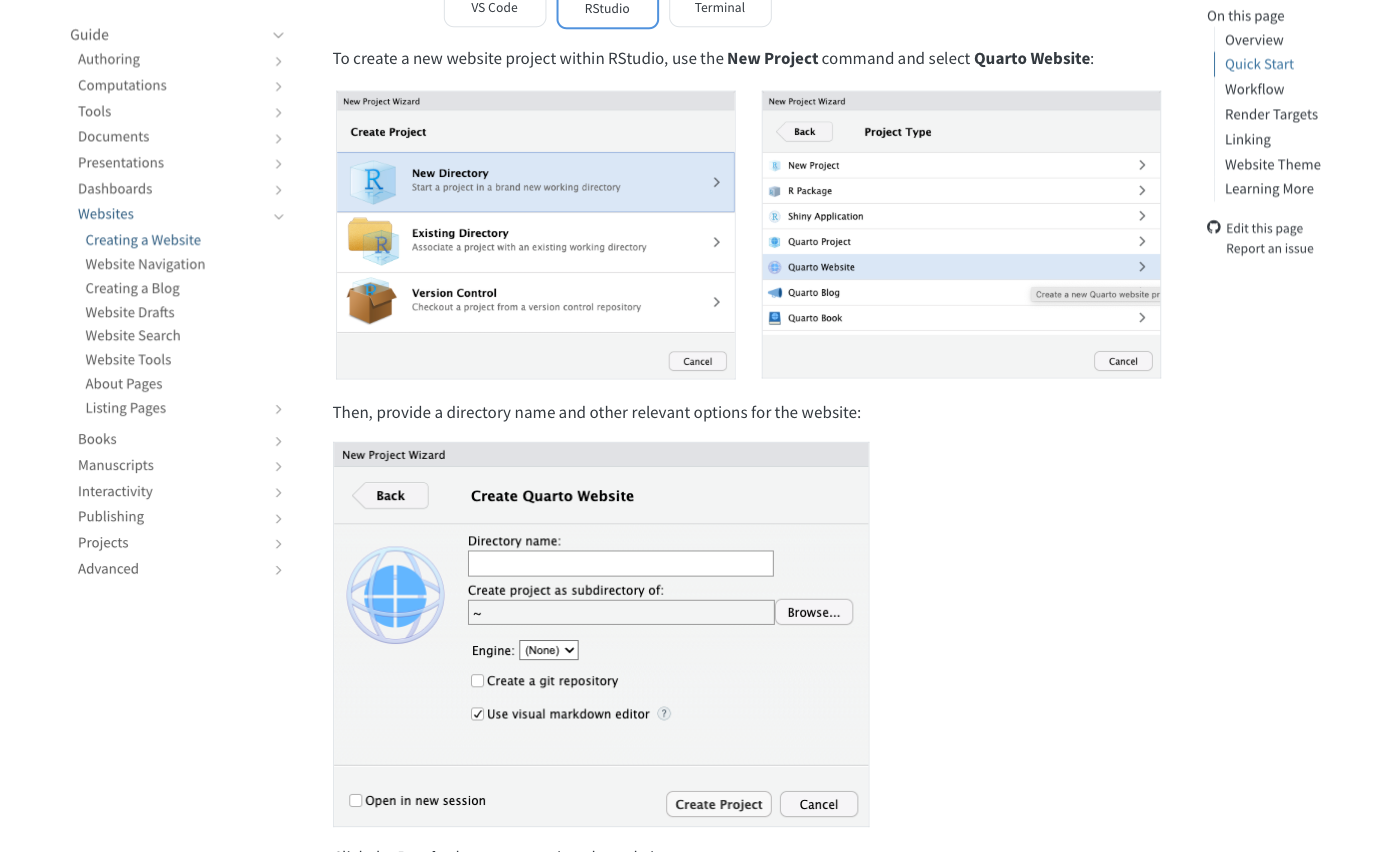 VS Code
RStudio
Terminal
Guide
Authoring
Computations
Tools
Documents
Presentations
Dashboards
Websites
Creating a Website
Website Navigation
Creating a Blog
Website Drafts
Website Search
Website Tools
About Pages
Listing Pages
Books
Manuscripts
Interactivity
Publishing
Projects
Advanced
To create a new website project within RStudio, use the New Project command and select Quarto Website:
New Project Wizard
Create Project
R
New Directory
Start a project in a brand new working directory
R
Existing Directory
Associate a project with an existing working directory
Version Control
Checkout a project from a version control repository
Cancel
New Project Wizard
Back
Project Type
New Project
R Package
Shiny Application
Quarto Project
Quarto Website
Quarto Blog
Create a new Quarto website pr
Quarto Book
Cancel
Then, provide a directory name and other relevant options for the website:
New Project Wizard
Back
Create Quarto Website
Directory name:
Create project as subdirectory of:
~
Browse...
Engine: (None)
Create a git repository
Use visual markdown editor ?
Open in new session
Create Project
Cancel
On this page
Overview
Quick Start
Workflow
Render Targets
Linking
Website Theme
Learning More
Edit this page
Report an issue